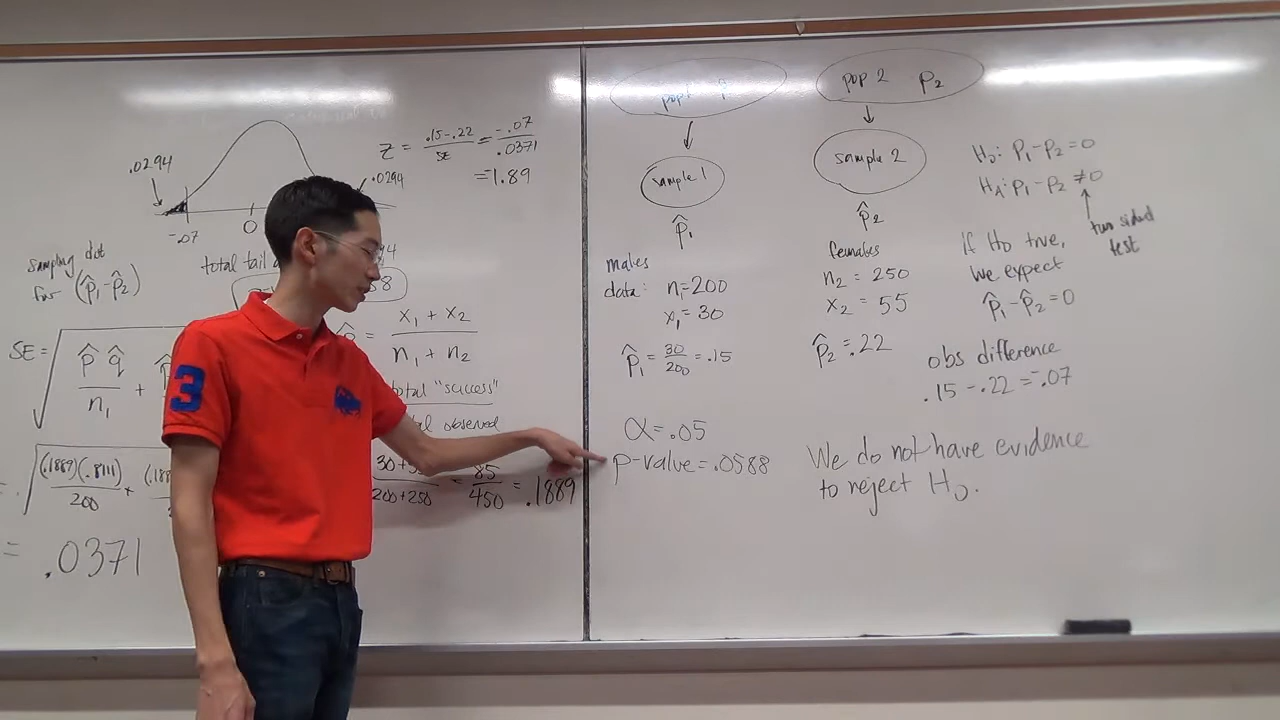 .0294
-.07
0
.0294
Z = .15-.22 / SE = -.07 / .0371
= -1.89
sampling dist
for (p̂₁-p̂₂)
total tail
8
SE = √ p̂ q̂ / n₁ +
= x₁ + x₂ / n₁ + n₂
"success"
observed
(.1889)(.8111) / 200 +
200+250
= 85 / 450 = .1889
= .0371
3
pop 2 p₂
sample 1
sample 2
p̂₁
p̂₂
males
data: n₁=200
x₁=30
p̂₁ = 30/200 = .15
females
n₂ = 250
x₂ = 55
p̂₂ = .22
H₀: p₁-p₂=0
Hₐ: p₁-p₂ ≠0
two sided
test
If H₀ true,
we expect
p̂₁-p̂₂=0
obs difference
.15-.22=-.07
α=.05
p-value=.0588
We do not have evidence
to reject H₀.